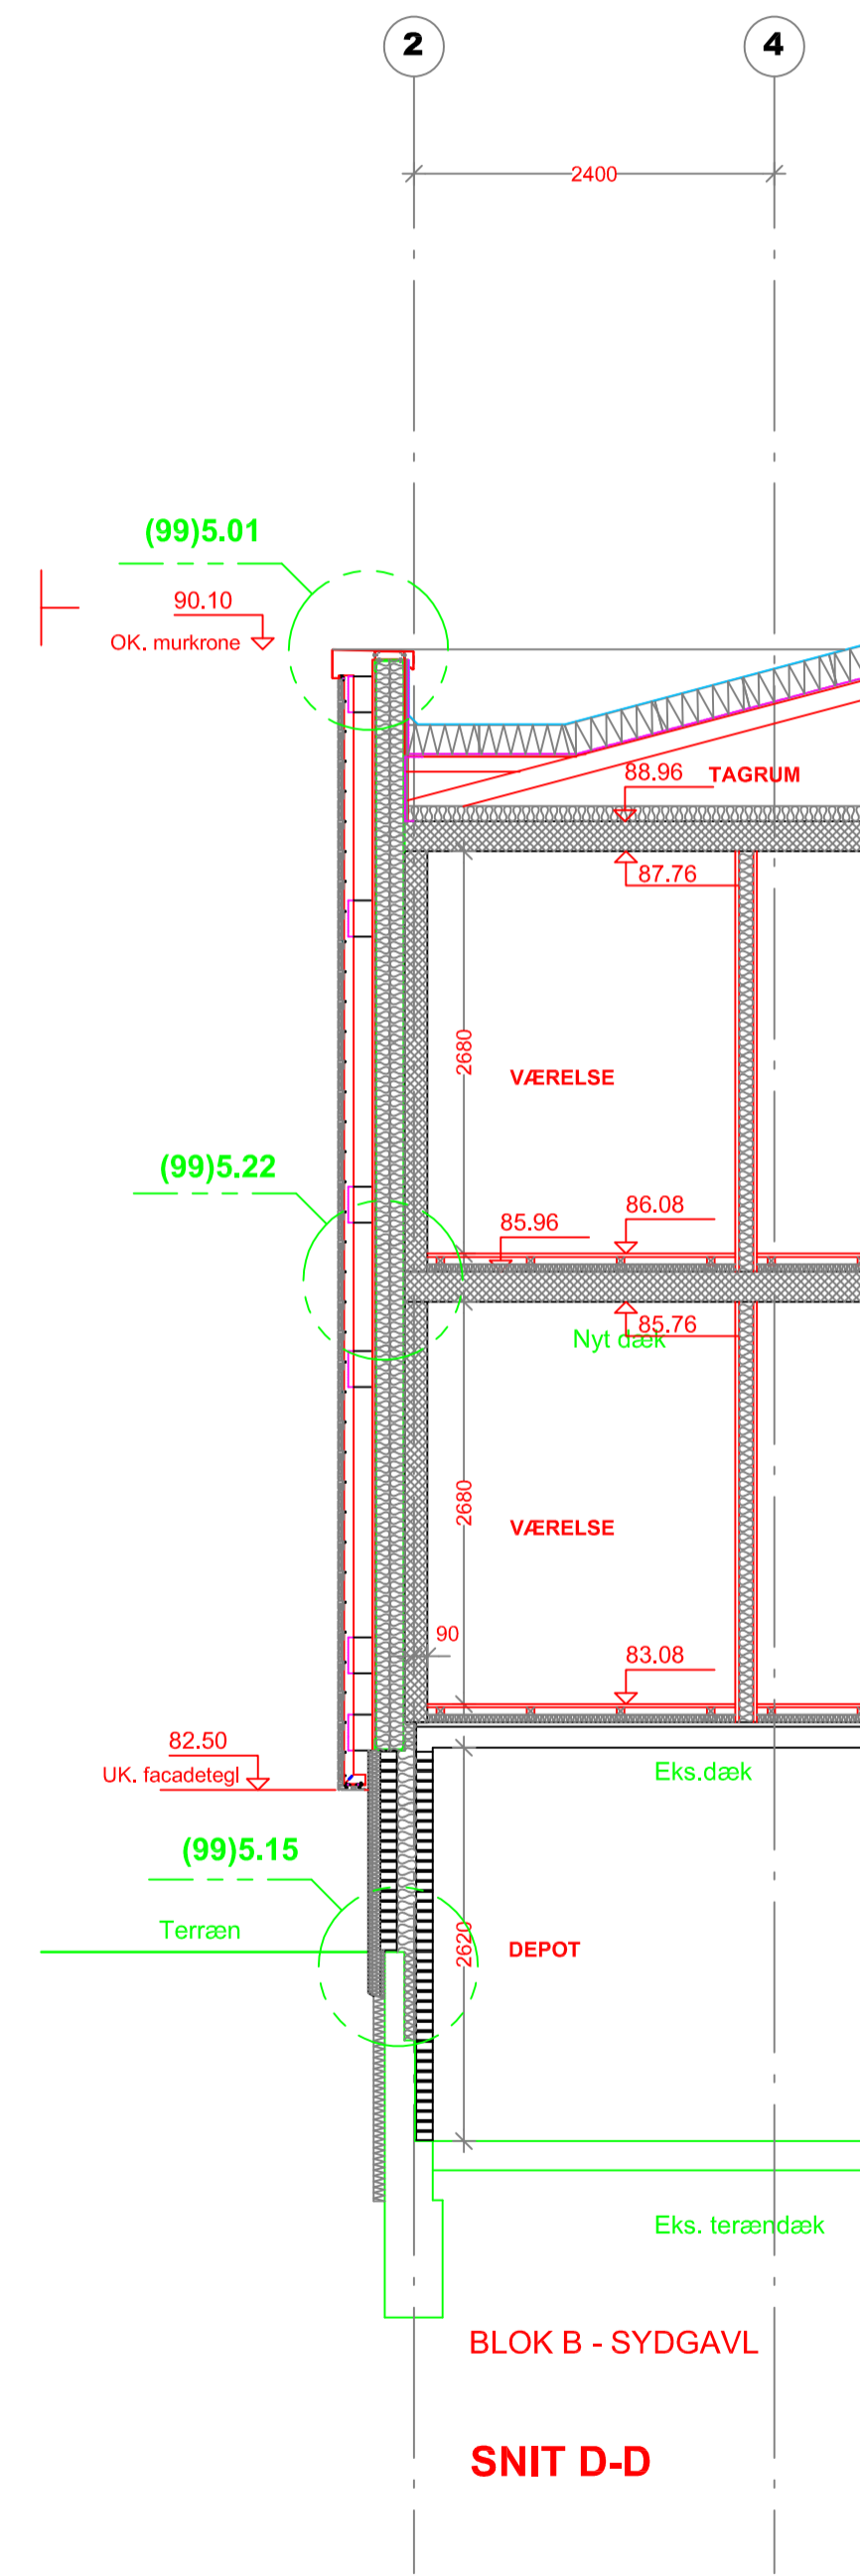 2
4
2400
(99)5.01
90.10
OK. murkrone
88.96
TAGRUM
87.76
2680
VÆRELSE
(99)5.22
85.96
86.08
85.76
Nyt dæk
2680
VÆRELSE
90
83.08
82.50
UK. facadetegl
Eks.dæk
(99)5.15
Terræn
2620
DEPOT
Eks. terændæk
BLOK B - SYDGAVL
SNIT D-D